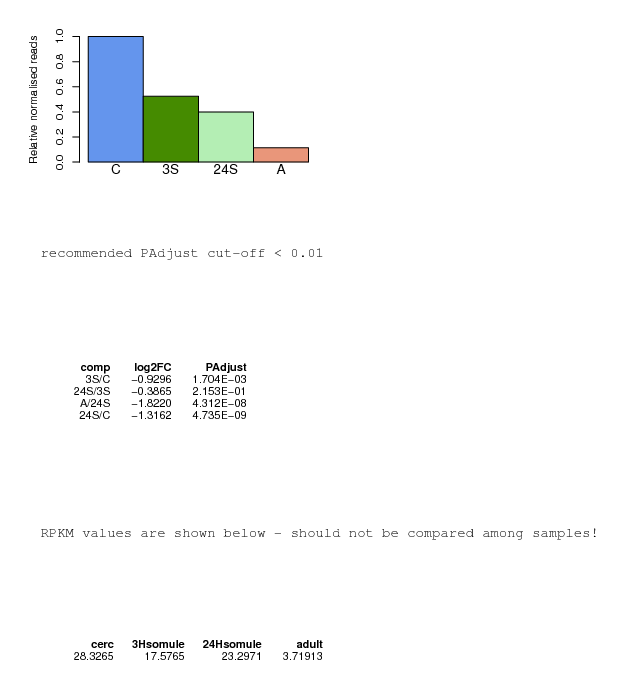 Relative normalised reads
1.0
0.8
0.6
0.4
0.2
0.0
C 3S 24S A
recommended PAdjust cut-off < 0.01
comp log2FC PAdjust
3S/C −0.9296 1.704E−03
24S/3S −0.3865 2.153E−01
A/24S −1.8220 4.312E−08
24S/C −1.3162 4.735E−09
RPKM values are shown below - should not be compared among samples!
cerc 3Hsomule 24Hsomule adult
28.3265 17.5765 23.2971 3.71913